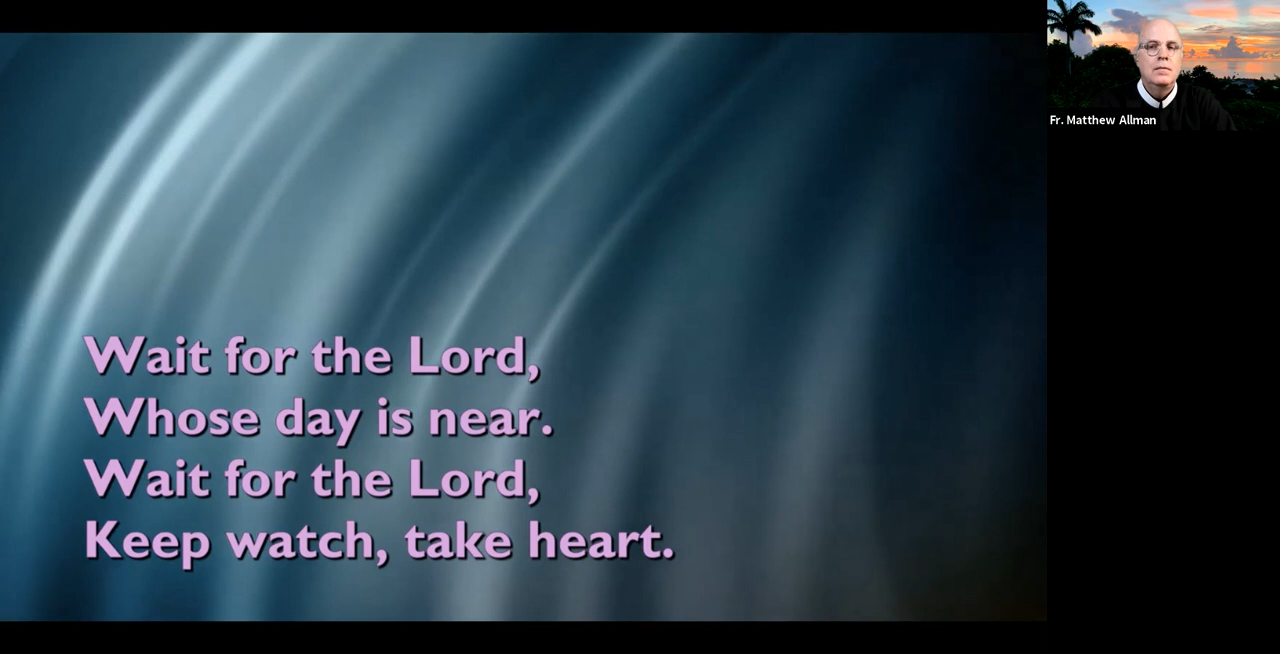 Wait for the Lord,
Whose day is near.
Wait for the Lord,
Keep watch, take heart.
Fr. Matthew Allman